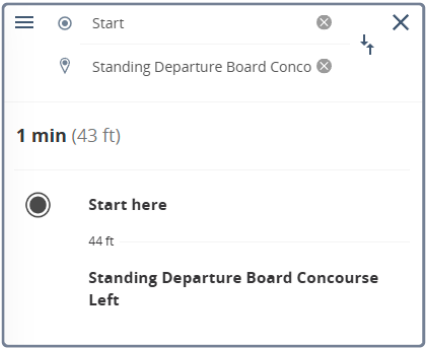 Start
Standing Departure Board Conco
1 min (43 ft)
Start here
44 ft
Standing Departure Board Concourse
Left